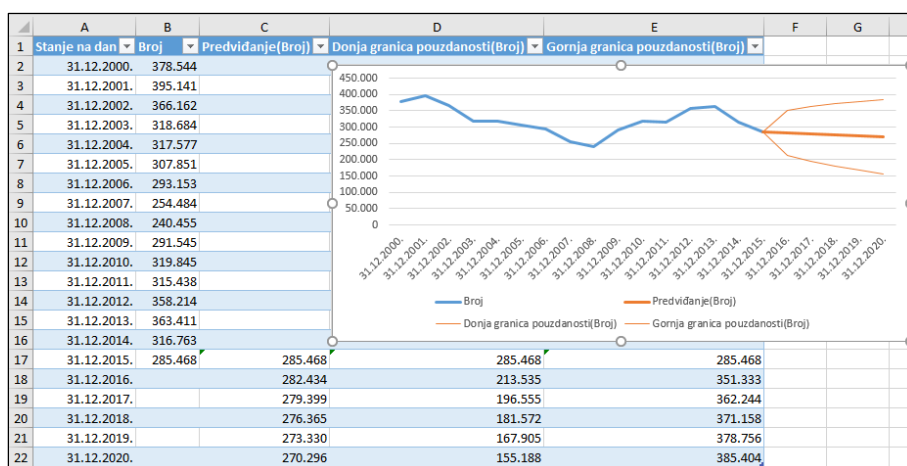 A B C D E F G
1 Stanje na dan Broj Predviđanje(Broj) Donja granica pouzdanosti(Broj) Gornja granica pouzdanosti(Broj)
2 31.12.2000. 378.544
3 31.12.2001. 395.141
4 31.12.2002. 366.162
5 31.12.2003. 318.684
6 31.12.2004. 317.577
7 31.12.2005. 307.851
8 31.12.2006. 293.153
9 31.12.2007. 254.484
10 31.12.2008. 240.455
11 31.12.2009. 291.545
12 31.12.2010. 319.845
13 31.12.2011. 315.438
14 31.12.2012. 358.214
15 31.12.2013. 363.411
16 31.12.2014. 316.763
17 31.12.2015. 285.468 285.468 285.468 285.468
18 31.12.2016. 282.434 213.535 351.333
19 31.12.2017. 279.399 196.555 362.244
20 31.12.2018. 276.365 181.572 371.158
21 31.12.2019. 273.330 167.905 378.756
22 31.12.2020. 270.296 155.188 385.404
450.000
400.000
350.000
300.000
250.000
200.000
150.000
100.000
50.000
0
31.12.2000. 31.12.2001. 31.12.2002. 31.12.2003. 31.12.2004. 31.12.2005. 31.12.2006. 31.12.2007. 31.12.2008. 31.12.2009. 31.12.2010. 31.12.2011. 31.12.2012. 31.12.2013. 31.12.2014. 31.12.2015. 31.12.2016. 31.12.2017. 31.12.2018. 31.12.2019. 31.12.2020.
Broj Predviđanje(Broj)
Donja granica pouzdanosti(Broj) Gornja granica pouzdanosti(Broj)